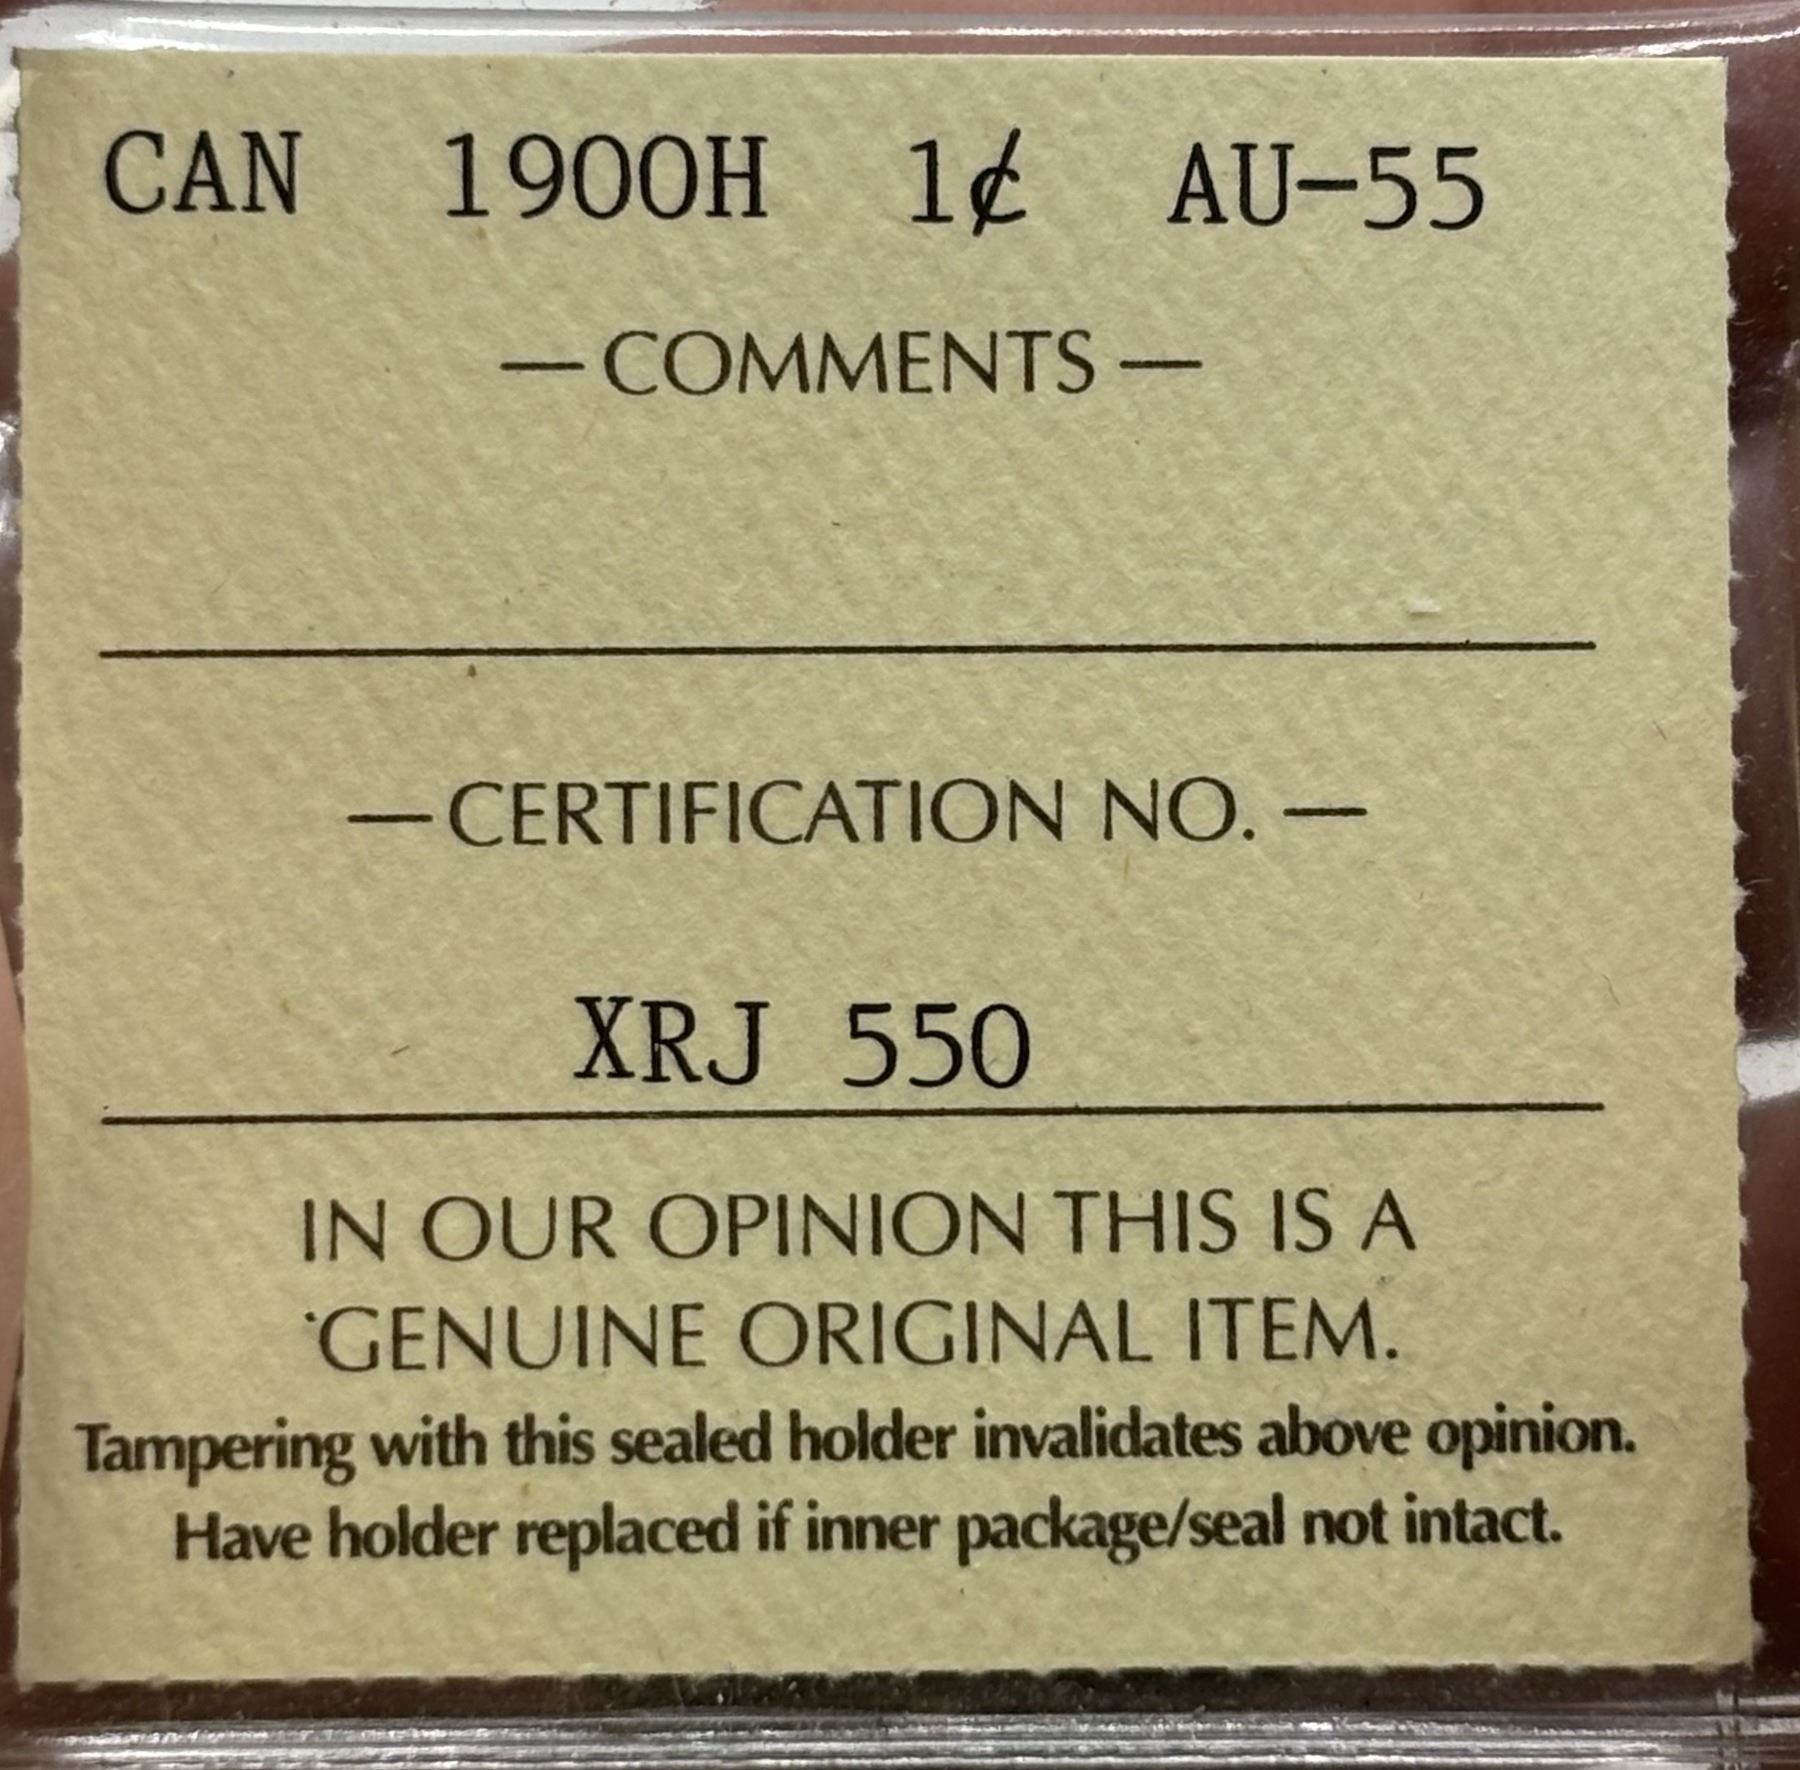 CAN 1900H 1¢ AU-55
— COMMENTS —
— CERTIFICATION NO. —
XRJ 550
IN OUR OPINION THIS IS A
GENUINE ORIGINAL ITEM.
Tampering with this sealed holder invalidates above opinion.
Have holder replaced if inner package/seal not intact.